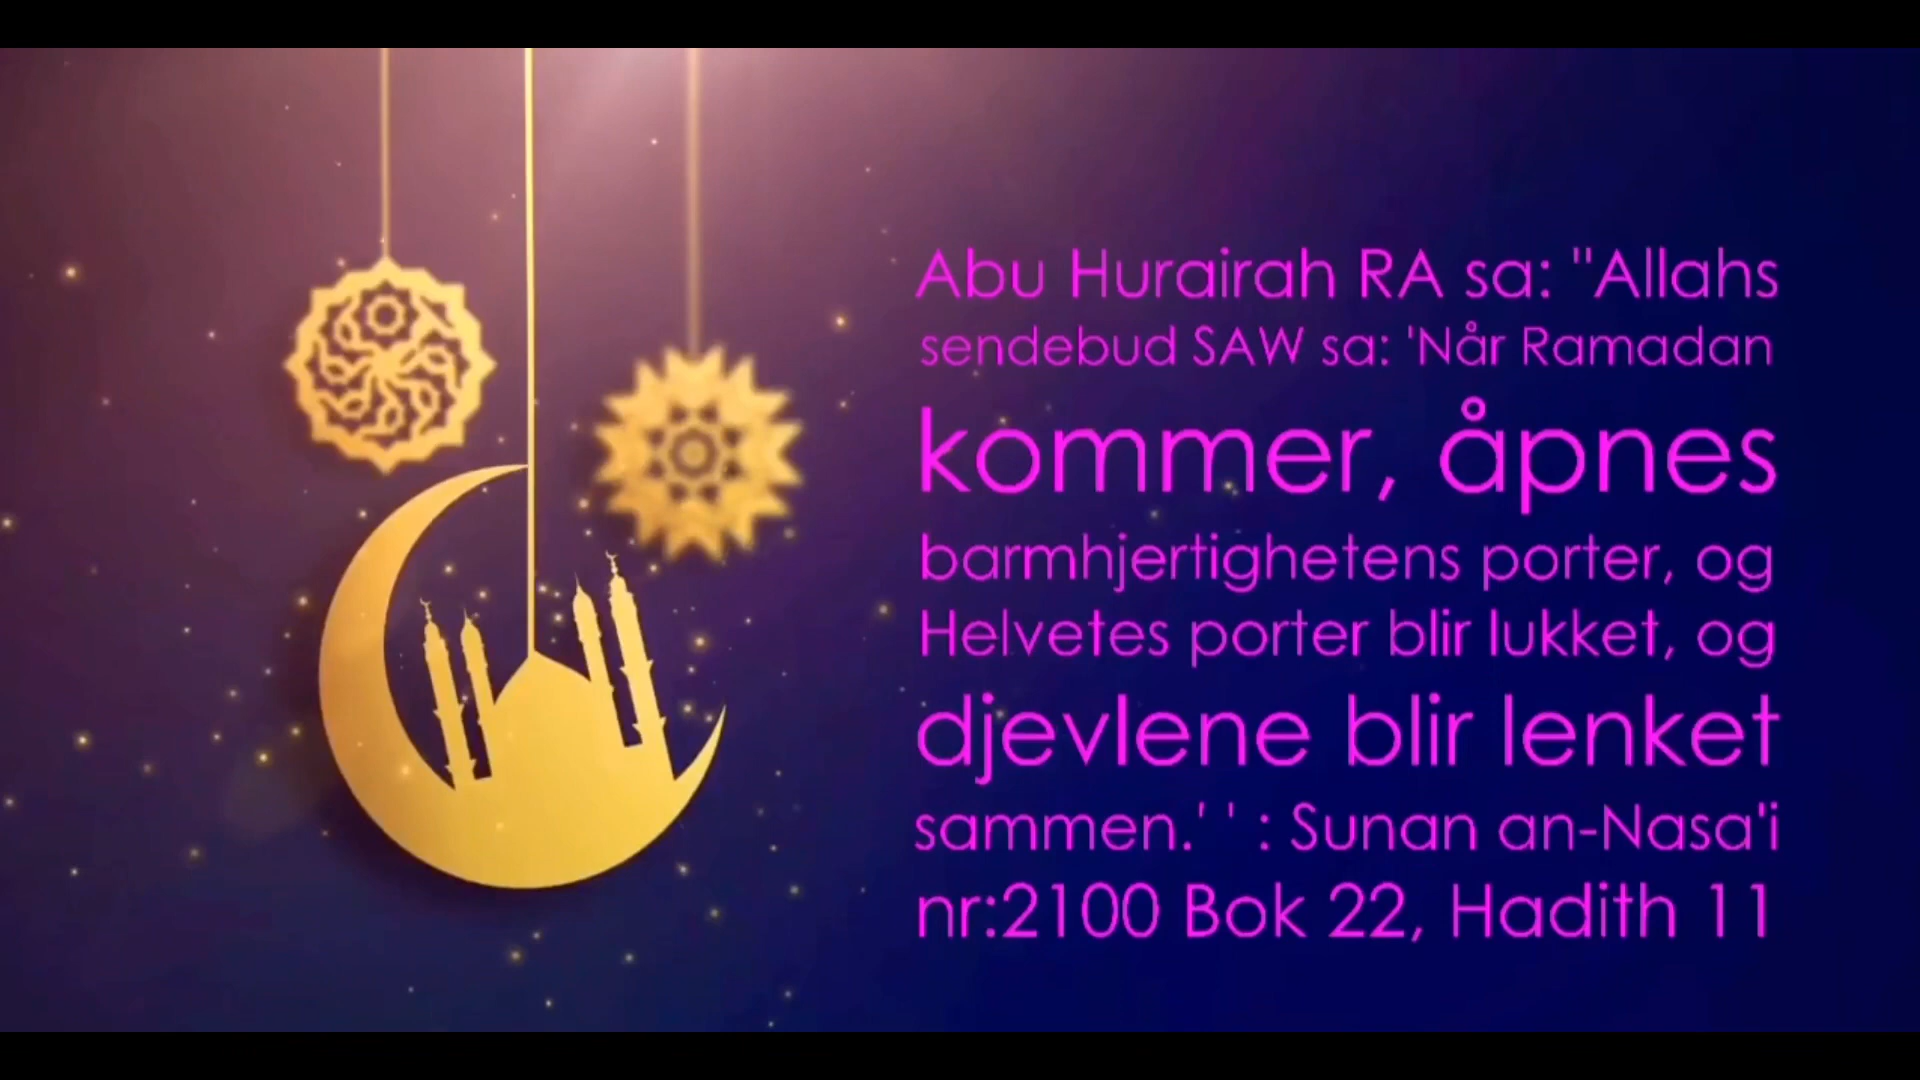 Abu Hurairah RA sa: "Allahs
sendebud SAW sa: 'Når Ramadan
kommer, åpnes
barmhjertighetens porter, og
Helvetes porter blir lukket, og
djevlene blir lenket
sammen.' ' : Sunan an-Nasa'i
nr:2100 Bok 22, Hadith 11